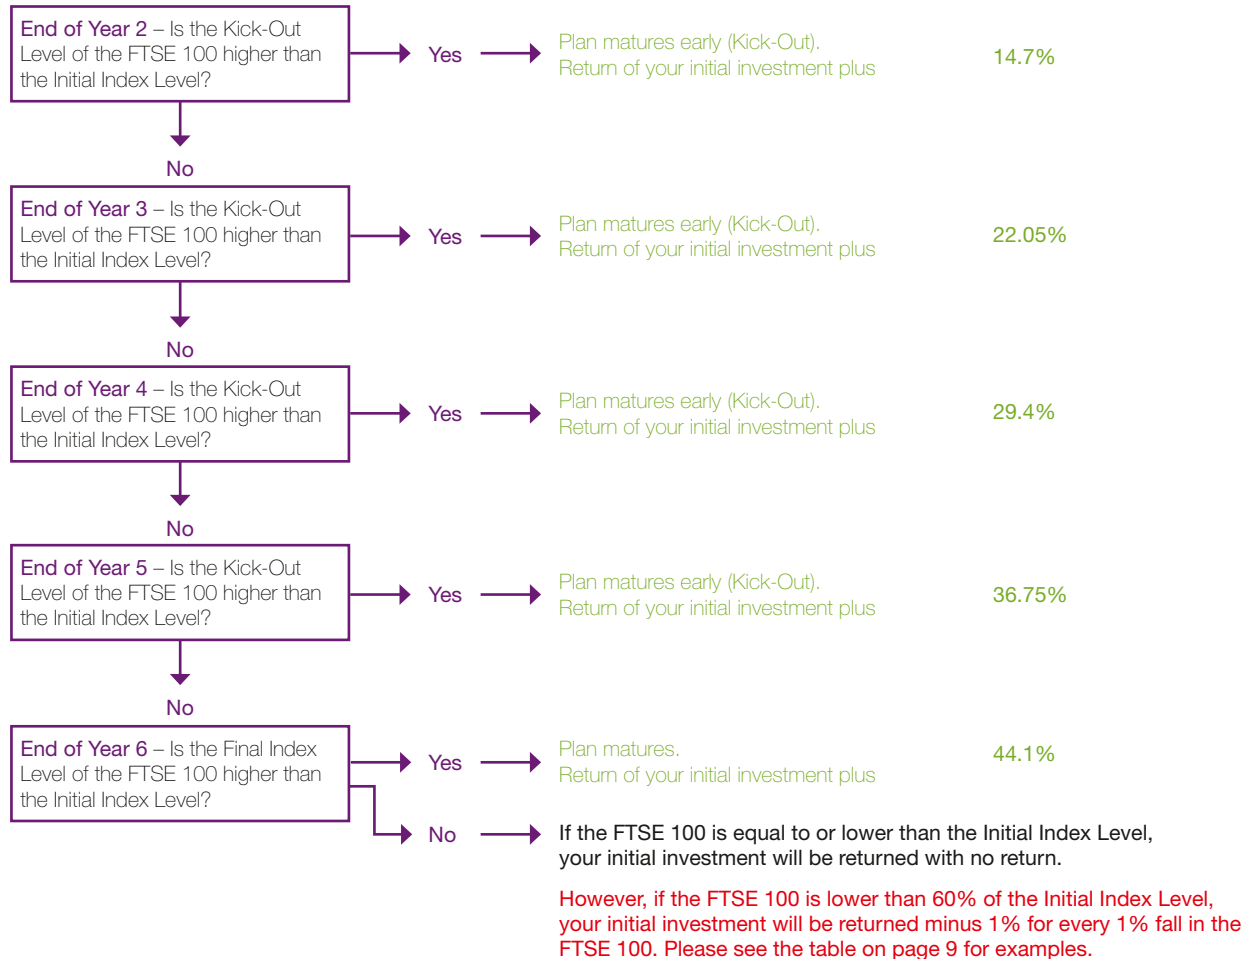 End of Year 2 – Is the Kick-Out
Level of the FTSE 100 higher than
the Initial Index Level?
Yes
Plan matures early (Kick-Out).
Return of your initial investment plus
14.7%
No
End of Year 3 – Is the Kick-Out
Level of the FTSE 100 higher than
the Initial Index Level?
Yes
Plan matures early (Kick-Out).
Return of your initial investment plus
22.05%
No
End of Year 4 – Is the Kick-Out
Level of the FTSE 100 higher than
the Initial Index Level?
Yes
Plan matures early (Kick-Out).
Return of your initial investment plus
29.4%
No
End of Year 5 – Is the Kick-Out
Level of the FTSE 100 higher than
the Initial Index Level?
Yes
Plan matures early (Kick-Out).
Return of your initial investment plus
36.75%
No
End of Year 6 – Is the Final Index
Level of the FTSE 100 higher than
the Initial Index Level?
Yes
Plan matures.
Return of your initial investment plus
44.1%
No
If the FTSE 100 is equal to or lower than the Initial Index Level,
your initial investment will be returned with no return.
However, if the FTSE 100 is lower than 60% of the Initial Index Level,
your initial investment will be returned minus 1% for every 1% fall in the
FTSE 100. Please see the table on page 9 for examples.